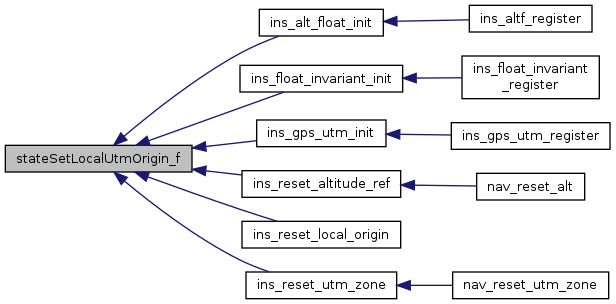 ins_alt_float_init
ins_altf_register
ins_float_invariant_init
ins_float_invariant
_register
ins_gps_utm_init
ins_gps_utm_register
stateSetLocalUtmOrigin_f
ins_reset_altitude_ref
nav_reset_alt
ins_reset_local_origin
ins_reset_utm_zone
nav_reset_utm_zone